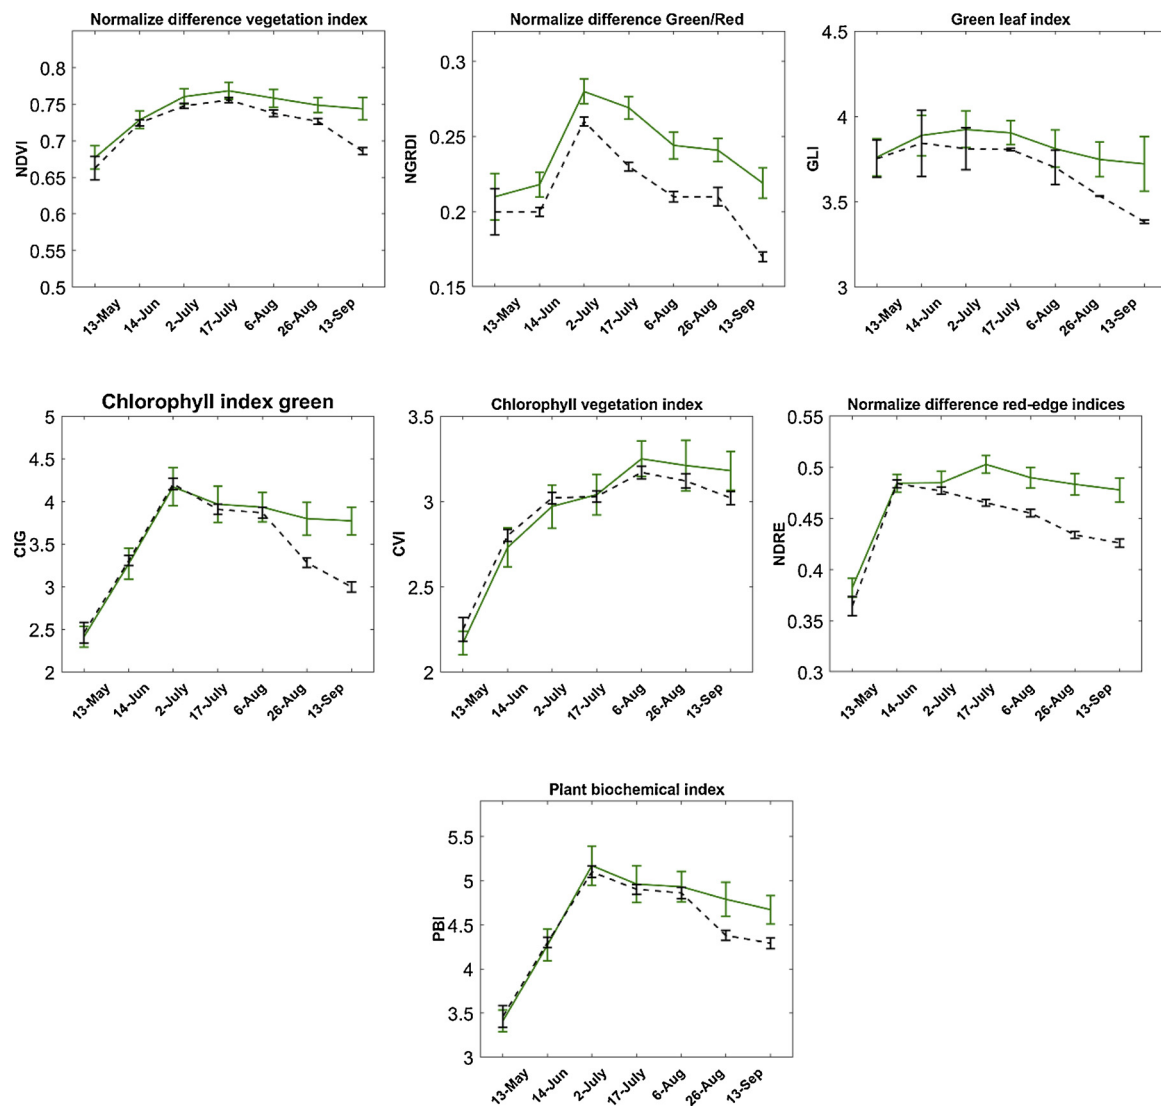 Normalize difference vegetation index
NDVI
0.8
0.75
0.7
0.65
0.6
0.55
0.5
13-May
14-Jun
2-July
17-July
6-Aug
26-Aug
13-Sep
Normalize difference Green/Red
NGRDI
0.3
0.25
0.2
0.15
13-May
14-Jun
2-July
17-July
6-Aug
26-Aug
13-Sep
Green leaf index
GLI
4.5
4
3.5
3
13-May
14-Jun
2-July
17-July
6-Aug
26-Aug
13-Sep
Chlorophyll index green
CIG
5
4.5
4
3.5
3
2.5
2
13-May
14-Jun
2-July
17-July
6-Aug
26-Aug
13-Sep
Chlorophyll vegetation index
CVI
3.5
3
2.5
2
13-May
14-Jun
2-July
17-July
6-Aug
26-Aug
13-Sep
Normalize difference red-edge indices
NDRE
0.55
0.5
0.45
0.4
0.35
0.3
13-May
14-Jun
2-July
17-July
6-Aug
26-Aug
13-Sep
Plant biochemical index
PBI
5.5
5
4.5
4
3.5
3
13-May
14-Jun
2-July
17-July
6-Aug
26-Aug
13-Sep